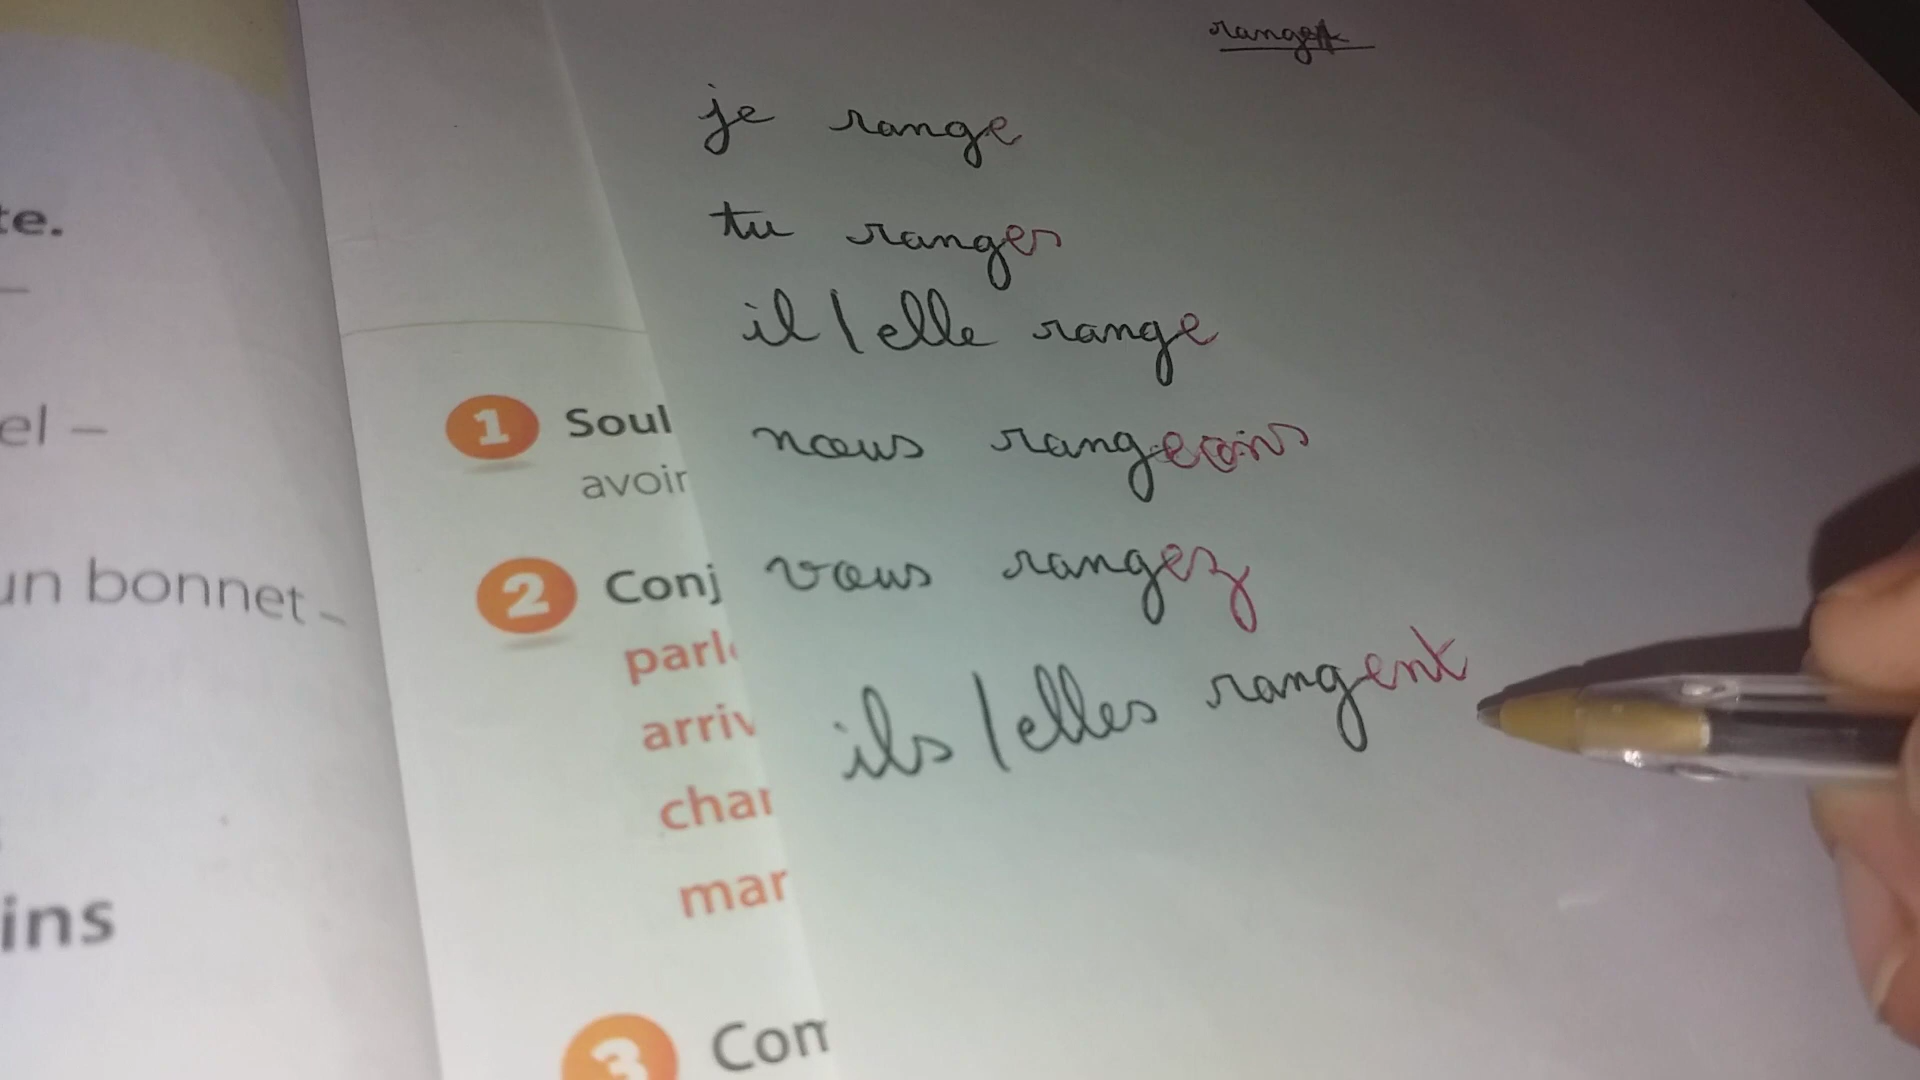 ranger
je range
tu ranges
il / elle range
nous rangeons
vous rangez
ils / elles rangent
te.
el –
un bonnet –
ins
1 Soul
avoir
2 Conj
parl
arriv
char
mar
3 Com